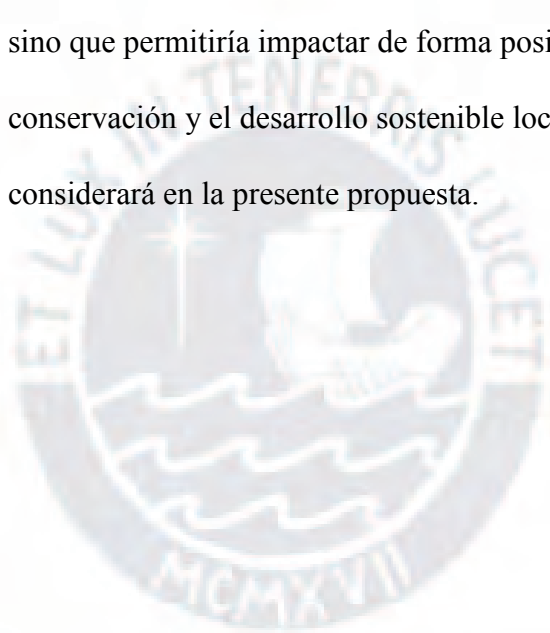 sino que permitiría impactar de forma posi
conservación y el desarrollo sostenible loc
considerará en la presente propuesta.
ET LUX IN TENEBRIS LUCET
MCMXVII